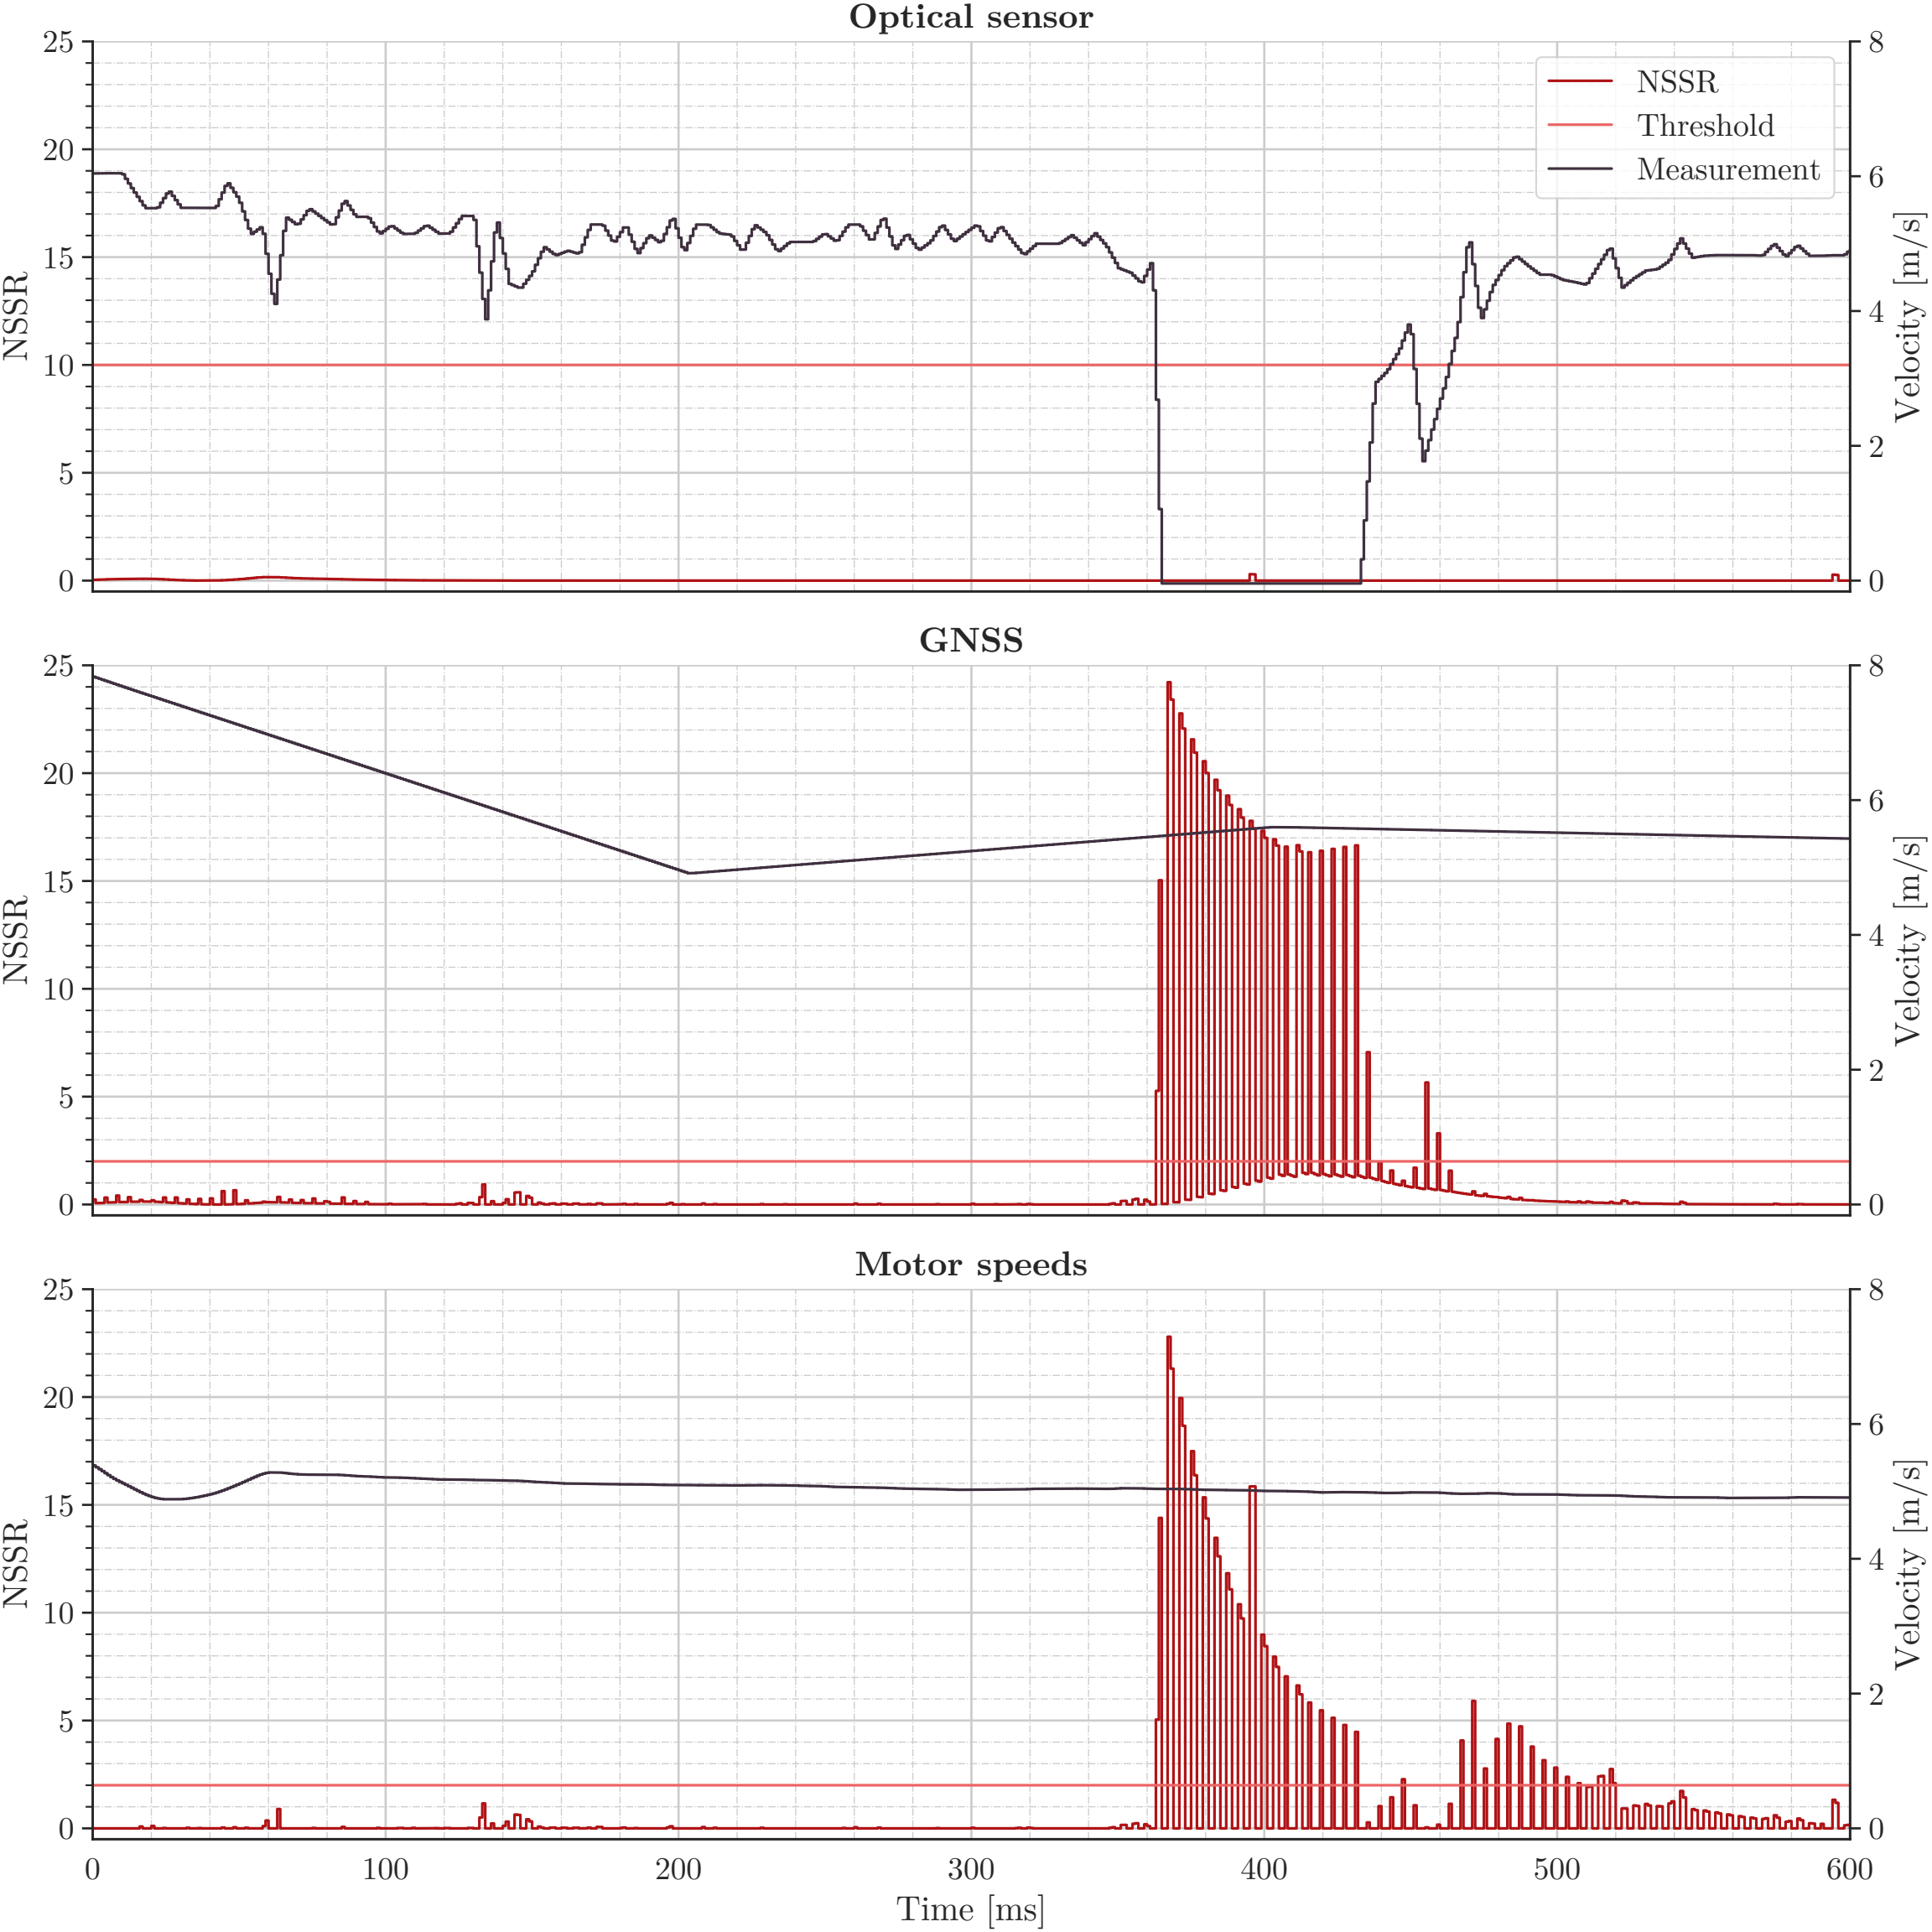 Optical sensor
25
20
15
10
5
0
NSSR
8
6
4
2
0
Velocity [m/s]
NSSR
Threshold
Measurement
GNSS
25
20
15
10
5
0
NSSR
8
6
4
2
0
Velocity [m/s]
Motor speeds
25
20
15
10
5
0
NSSR
8
6
4
2
0
Velocity [m/s]
0 100 200 300 400 500 600
Time [ms]